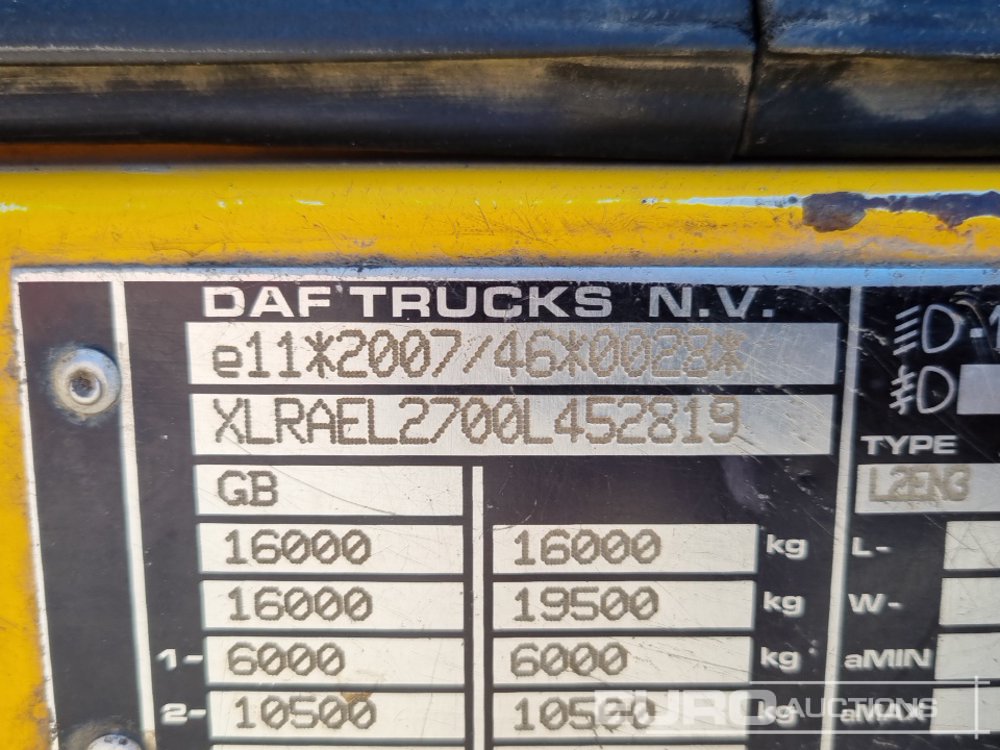 DAF TRUCKS N.V.
e11*2007/46*0028*
XLRAEL2700L452819
GB
16000 16000 kg
16000 19500 kg
1- 6000 6000 kg
2- 10500 10500 kg
TYPE
L2EN3
L-
W-
aMIN
aMAX
EURO AUCTIONS